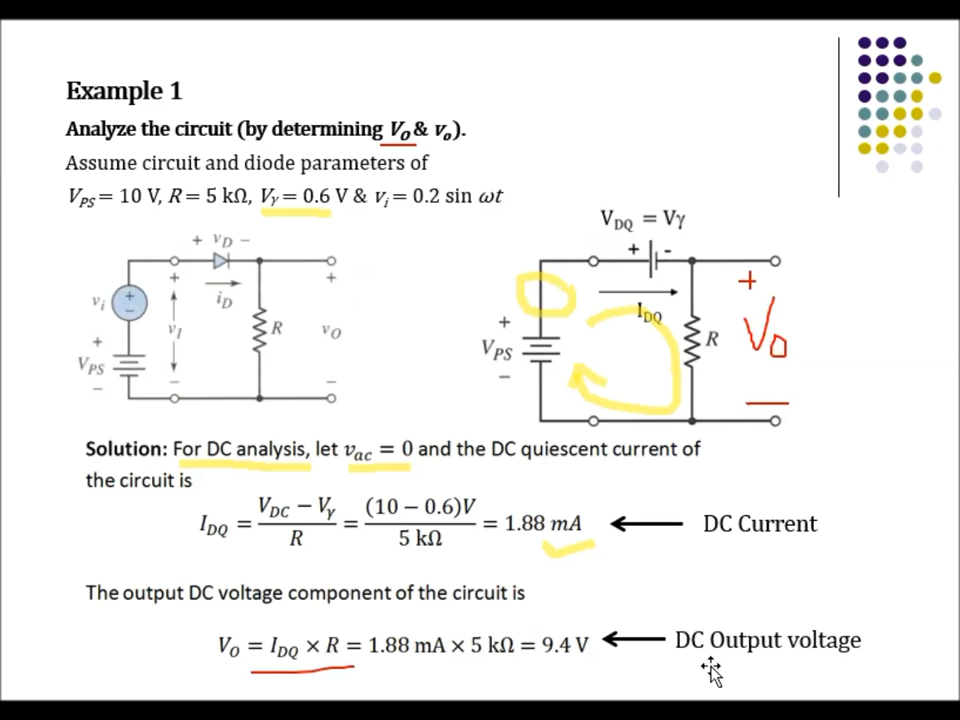 Example 1
Analyze the circuit (by determining V_O & v_o).
Assume circuit and diode parameters of
V_PS = 10 V, R = 5 kΩ, V_γ = 0.6 V & v_i = 0.2 sin ωt
V_DQ = Vγ
+ v_D −
+ -
v_i + − + i_D R + v_O
+ v_I
V_PS
− − −
I_DQ
+ V_PS − R + V_O −
Solution: For DC analysis, let v_ac = 0 and the DC quiescent current of
the circuit is
I_DQ = (V_DC − V_γ) / R = (10 − 0.6)V / 5 kΩ = 1.88 mA DC Current
The output DC voltage component of the circuit is
V_O = I_DQ × R = 1.88 mA × 5 kΩ = 9.4 V DC Output voltage